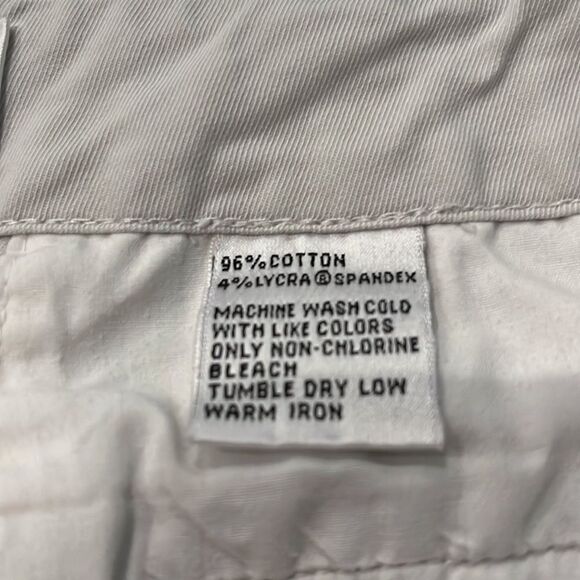 96% COTTON
4% LYCRA® SPANDEX
MACHINE WASH COLD
WITH LIKE COLORS
ONLY NON-CHLORINE
BLEACH
TUMBLE DRY LOW
WARM IRON